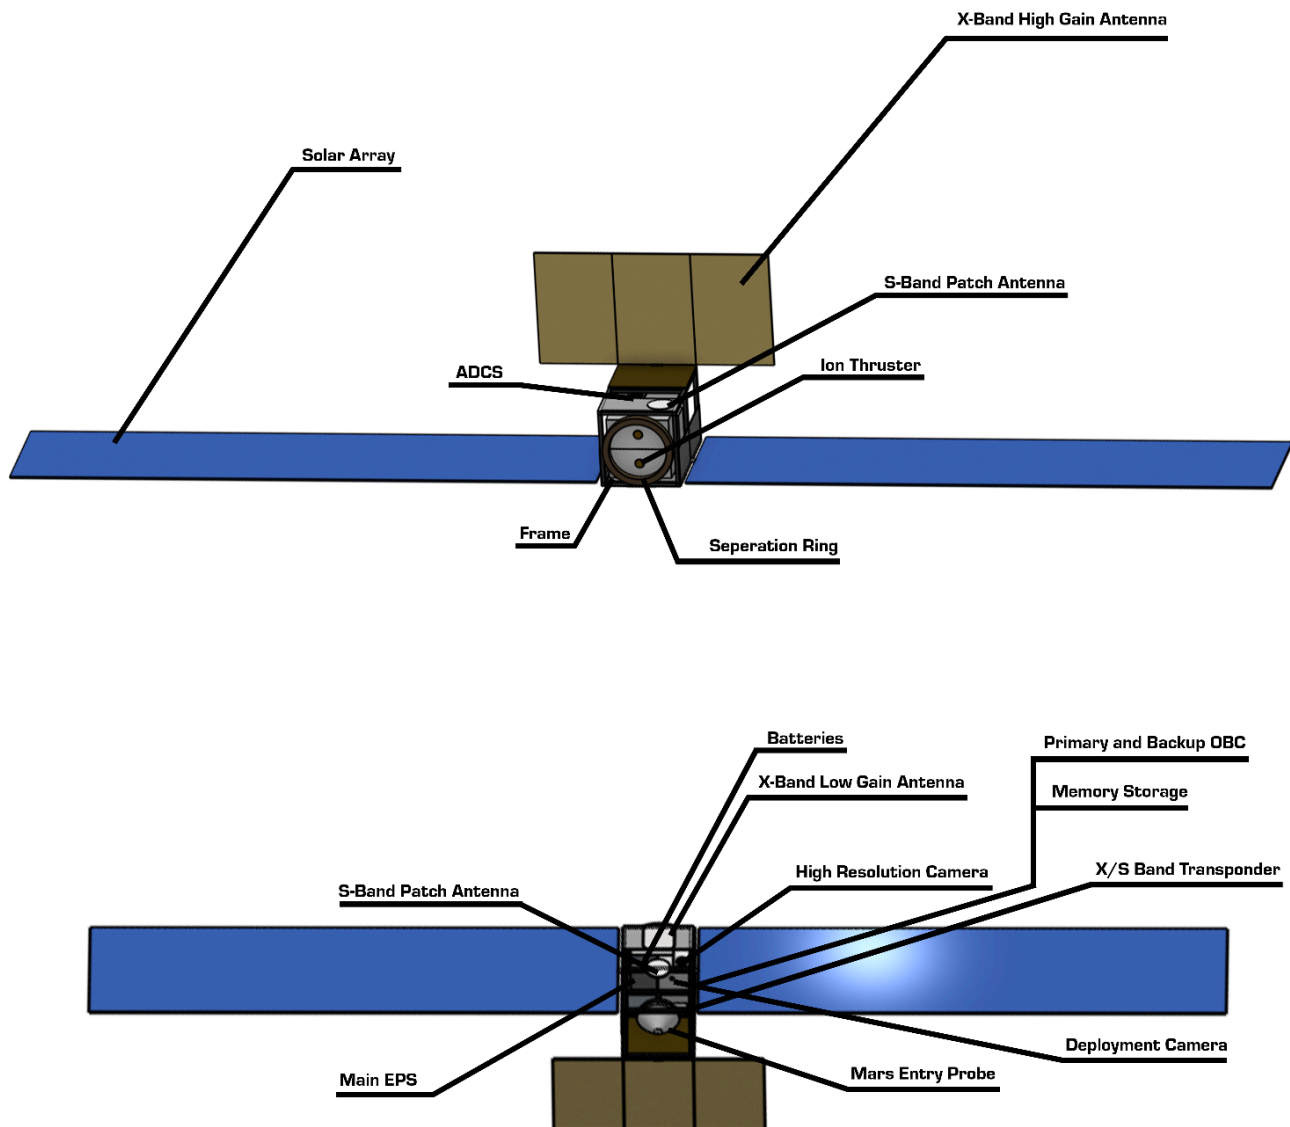 X-Band High Gain Antenna
Solar Array
S-Band Patch Antenna
Ion Thruster
ADCS
Frame
Seperation Ring
Batteries
Primary and Backup OBC
X-Band Low Gain Antenna
Memory Storage
High Resolution Camera
X/S Band Transponder
S-Band Patch Antenna
Deployment Camera
Main EPS
Mars Entry Probe